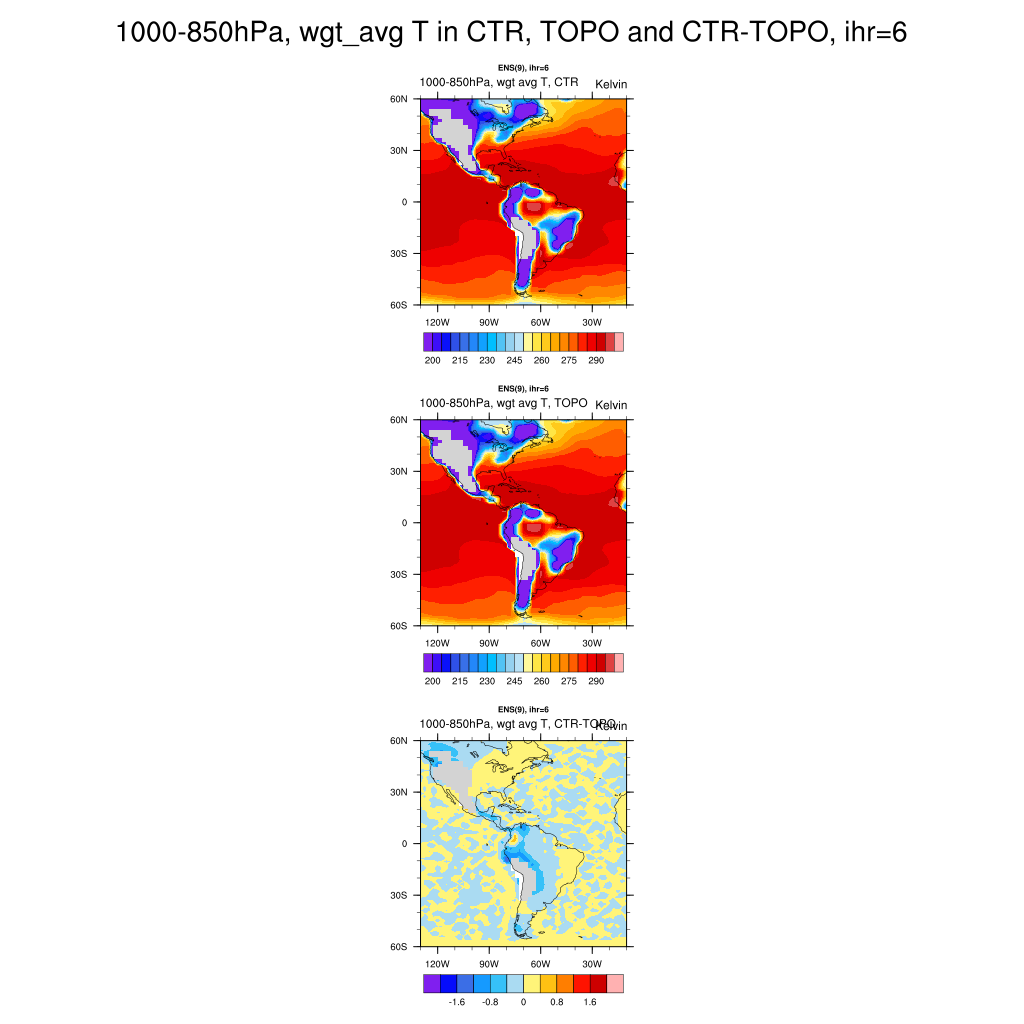 1000-850hPa, wgt_avg T in CTR, TOPO and CTR-TOPO, ihr=6
ENS(9), ihr=6
1000-850hPa, wgt avg T, CTR Kelvin
60N
30N
0
30S
60S
120W 90W 60W 30W
200 215 230 245 260 275 290
ENS(9), ihr=6
1000-850hPa, wgt avg T, TOPO Kelvin
60N
30N
0
30S
60S
120W 90W 60W 30W
200 215 230 245 260 275 290
ENS(9), ihr=6
1000-850hPa, wgt avg T, CTR-TOPO Kelvin
60N
30N
0
30S
60S
120W 90W 60W 30W
-1.6 -0.8 0 0.8 1.6